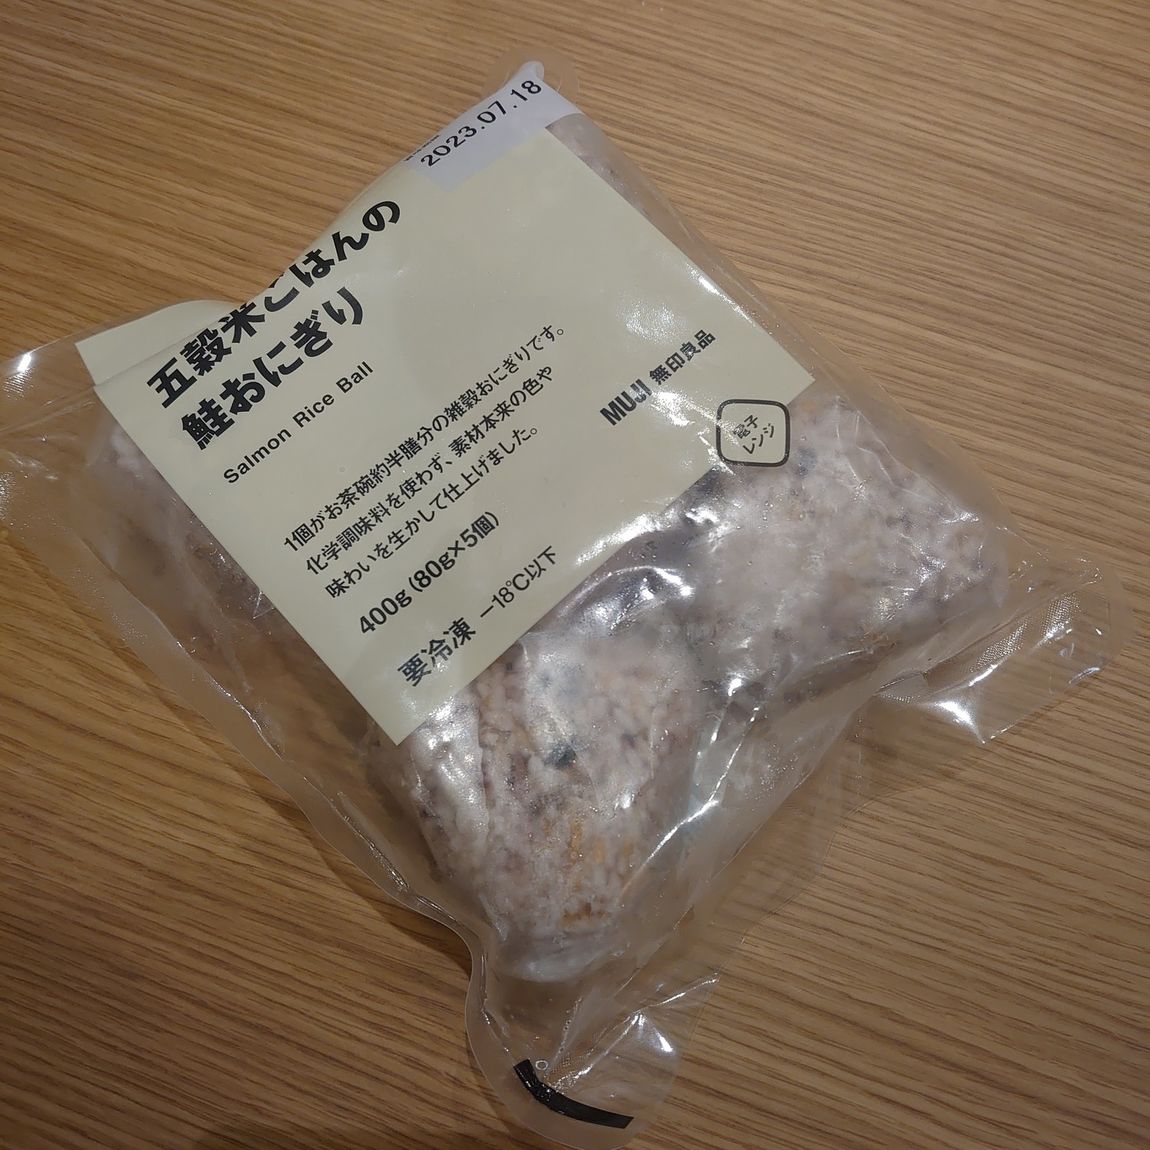 2023.07.18
五穀米ごはんの
鮭おにぎり
Salmon Rice Ball
1個がお茶碗約半膳分の雑穀おにぎりです。
化学調味料を使わず、素材本来の色や
味わいを生かして仕上げました。
400g (80g×5個)
要冷凍 −18℃以下
MUJI 無印良品
電子
レンジ